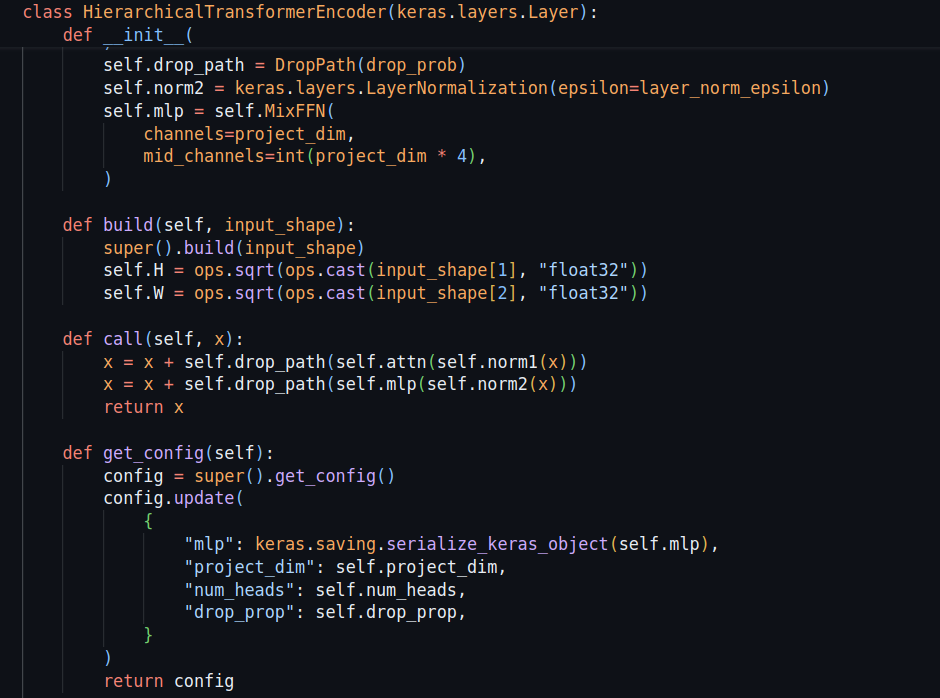 class HierarchicalTransformerEncoder(keras.layers.Layer):
    def __init__(
        self.drop_path = DropPath(drop_prob)
        self.norm2 = keras.layers.LayerNormalization(epsilon=layer_norm_epsilon)
        self.mlp = self.MixFFN(
            channels=project_dim,
            mid_channels=int(project_dim * 4),
        )

    def build(self, input_shape):
        super().build(input_shape)
        self.H = ops.sqrt(ops.cast(input_shape[1], "float32"))
        self.W = ops.sqrt(ops.cast(input_shape[2], "float32"))

    def call(self, x):
        x = x + self.drop_path(self.attn(self.norm1(x)))
        x = x + self.drop_path(self.mlp(self.norm2(x)))
        return x

    def get_config(self):
        config = super().get_config()
        config.update(
            {
                "mlp": keras.saving.serialize_keras_object(self.mlp),
                "project_dim": self.project_dim,
                "num_heads": self.num_heads,
                "drop_prop": self.drop_prop,
            }
        )
        return config